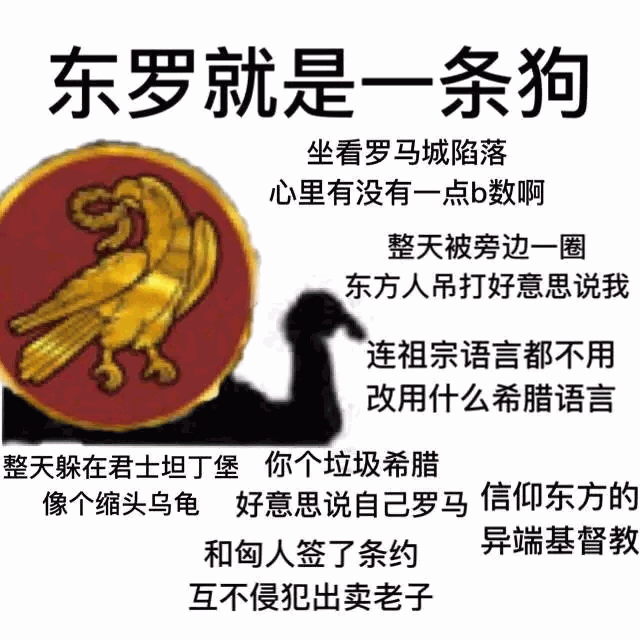 东罗就是一条狗
坐看罗马城陷落
心里有没有一点b数啊
整天被旁边一圈
东方人吊打好意思说我
连祖宗语言都不用
改用什么希腊语言
整天躲在君士坦丁堡
像个缩头乌龟
你个垃圾希腊
好意思说自己罗马
信仰东方的
异端基督教
和匈人签了条约
互不侵犯出卖老子